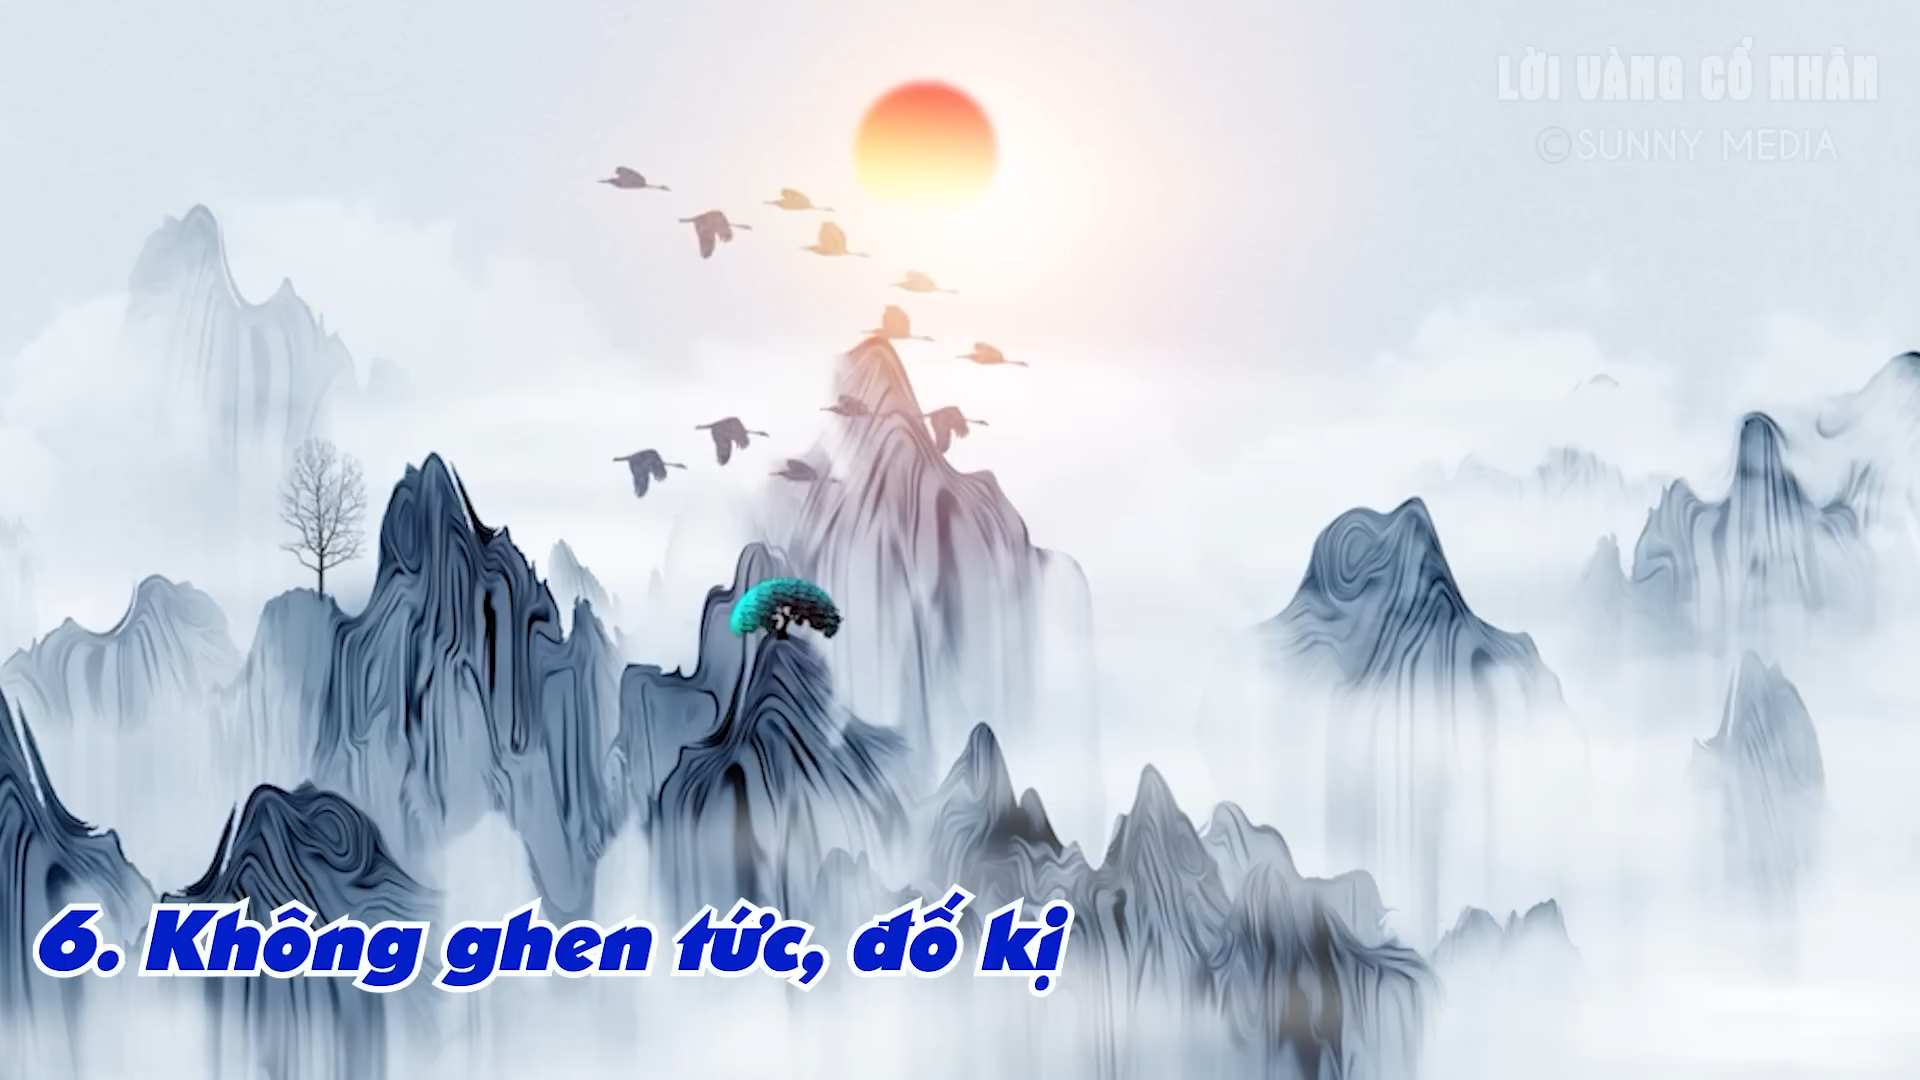 LỜI VÀNG CỔ NHÂN
©SUNNY MEDIA
6. Không ghen tức, đố kị